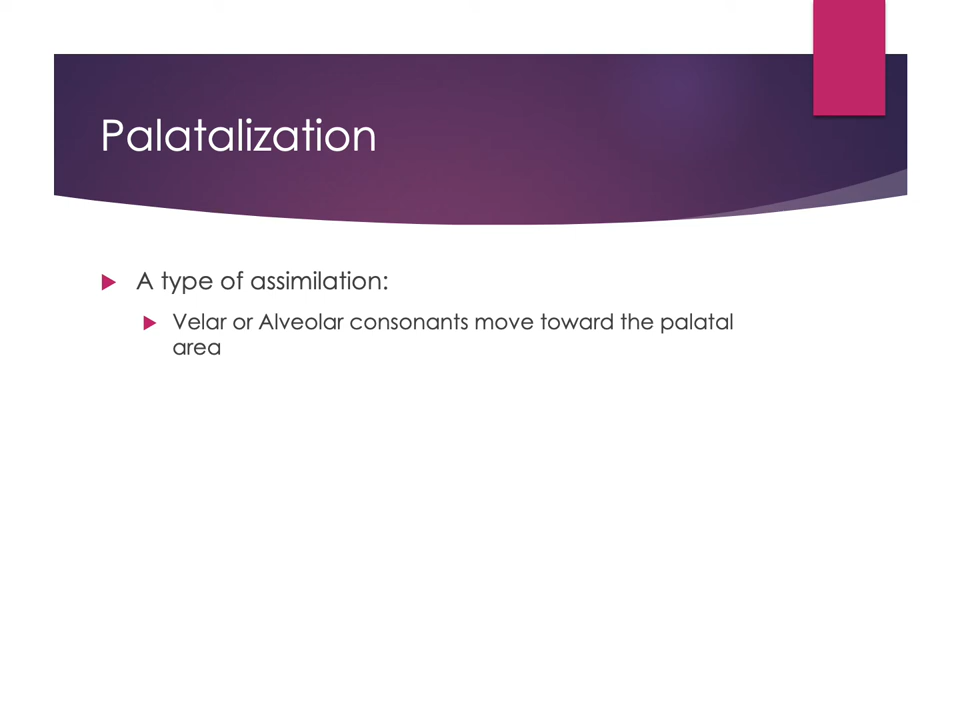 Palatalization
A type of assimilation:
Velar or Alveolar consonants move toward the palatal
area